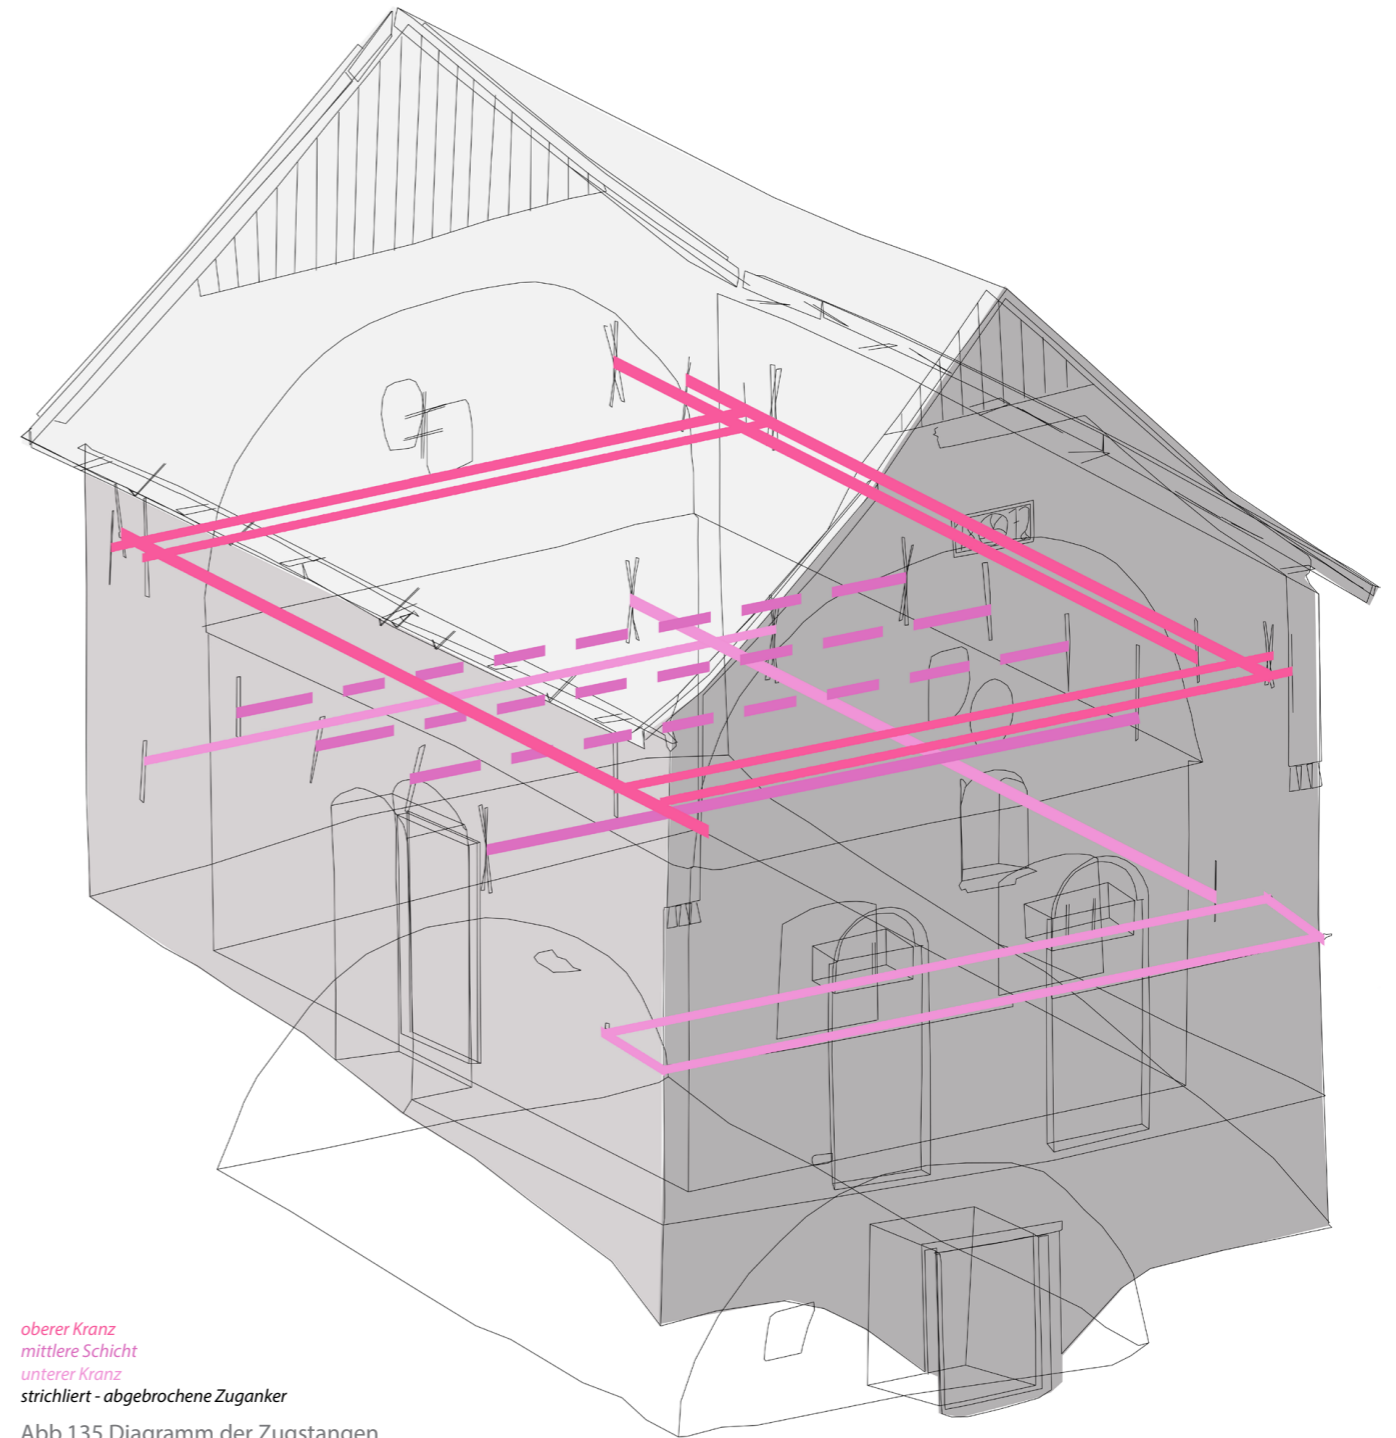 oberer Kranz
mittlere Schicht
unterer Kranz
strichliert - abgebrochene Zuganker
Abb 135 Diagramm der Zugstangen